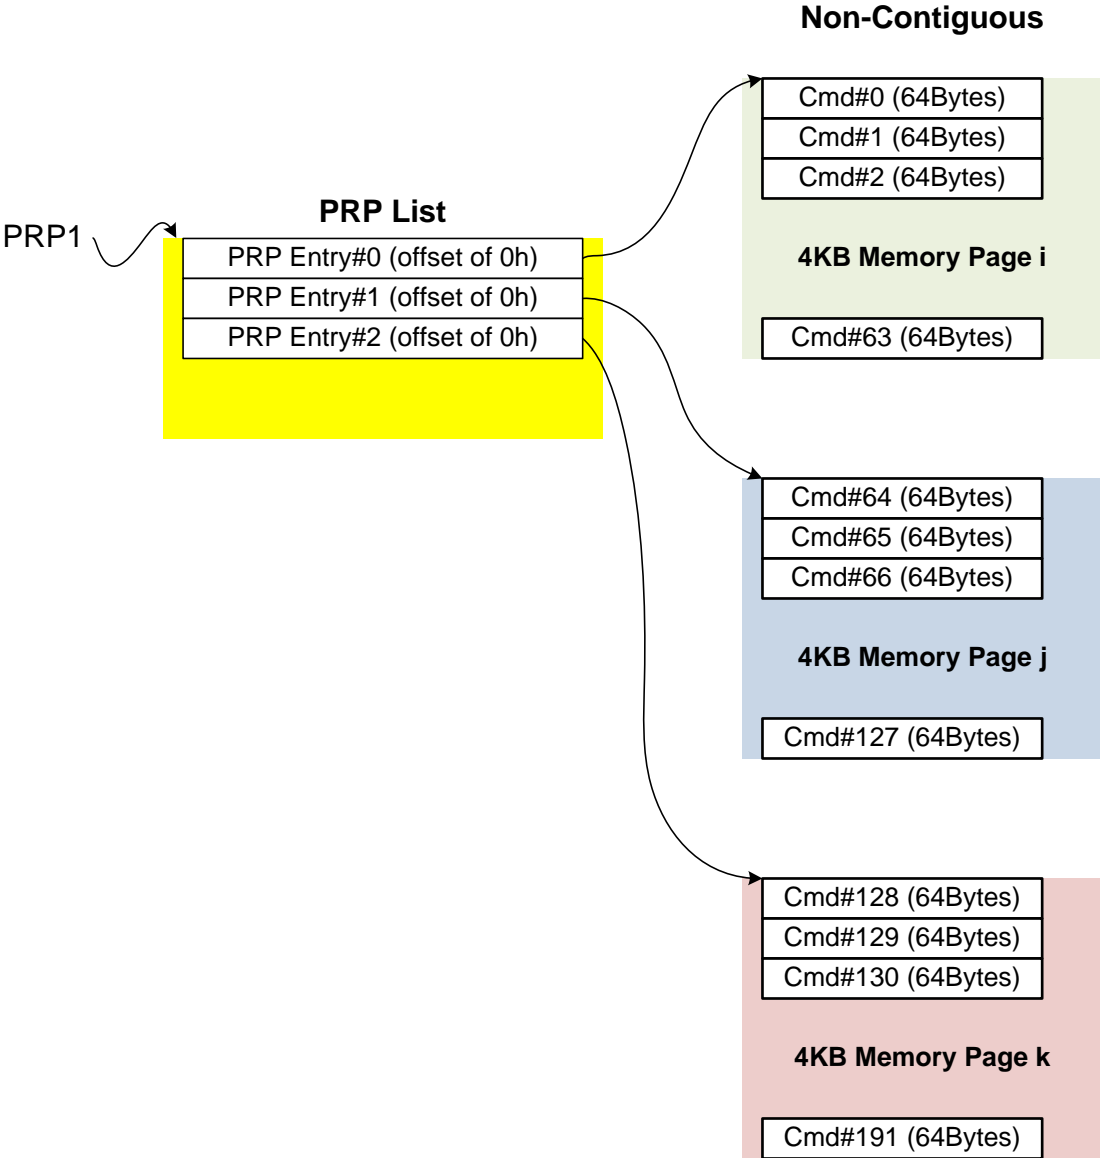 Non-Contiguous
Cmd#0 (64Bytes)
Cmd#1 (64Bytes)
Cmd#2 (64Bytes)
4KB Memory Page i
Cmd#63 (64Bytes)
PRP1
PRP List
PRP Entry#0 (offset of 0h)
PRP Entry#1 (offset of 0h)
PRP Entry#2 (offset of 0h)
Cmd#64 (64Bytes)
Cmd#65 (64Bytes)
Cmd#66 (64Bytes)
4KB Memory Page j
Cmd#127 (64Bytes)
Cmd#128 (64Bytes)
Cmd#129 (64Bytes)
Cmd#130 (64Bytes)
4KB Memory Page k
Cmd#191 (64Bytes)